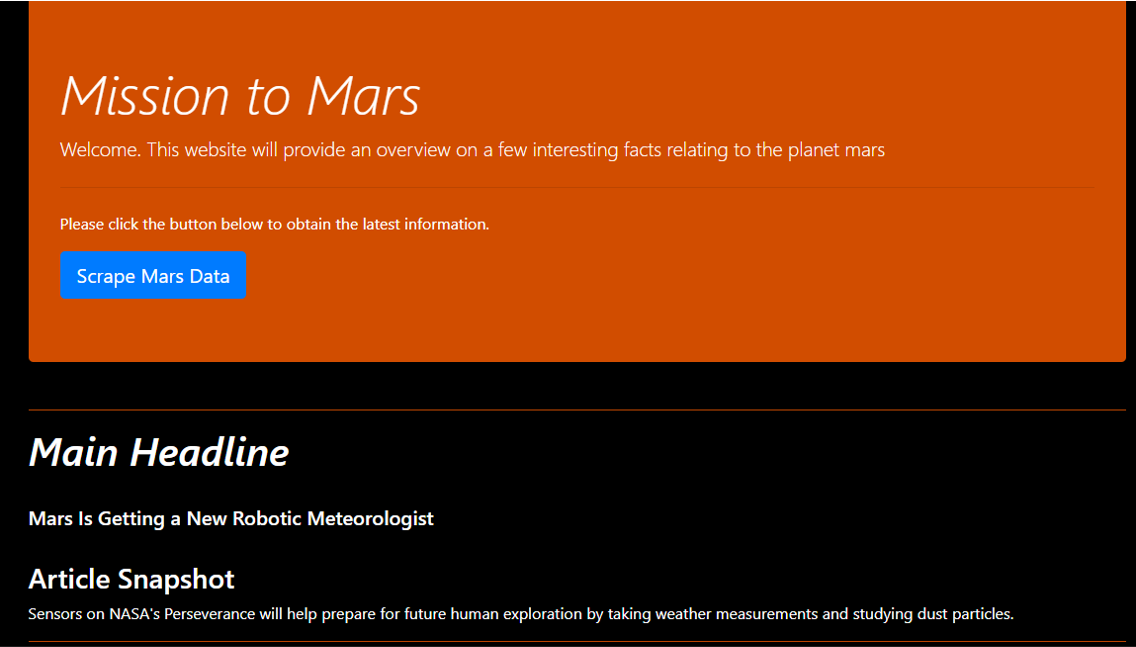 Mission to Mars
Welcome. This website will provide an overview on a few interesting facts relating to the planet mars
Please click the button below to obtain the latest information.
Scrape Mars Data
Main Headline
Mars Is Getting a New Robotic Meteorologist
Article Snapshot
Sensors on NASA's Perseverance will help prepare for future human exploration by taking weather measurements and studying dust particles.